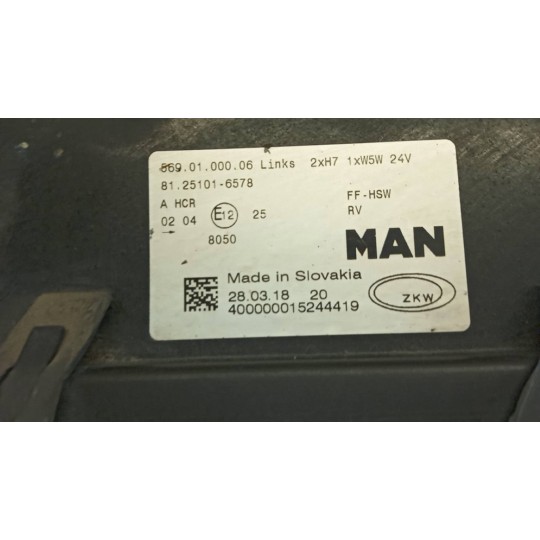 869.01.000.06 Links 2xH7 1xW5W 24V
81.25101-6578
A HCR FF-HSW
02 04 E12 25 RV
→ 8050
MAN
Made in Slovakia
28.03.18 20
400000015244419
ZKW